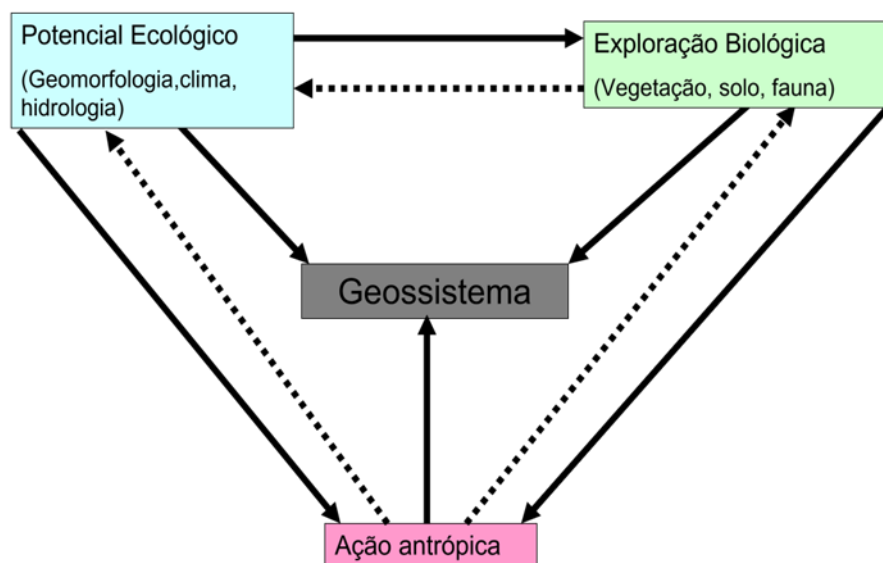 Potencial Ecológico
(Geomorfologia,clima,
hidrologia)
Exploração Biológica
(Vegetação, solo, fauna)
Geossistema
Ação antrópica